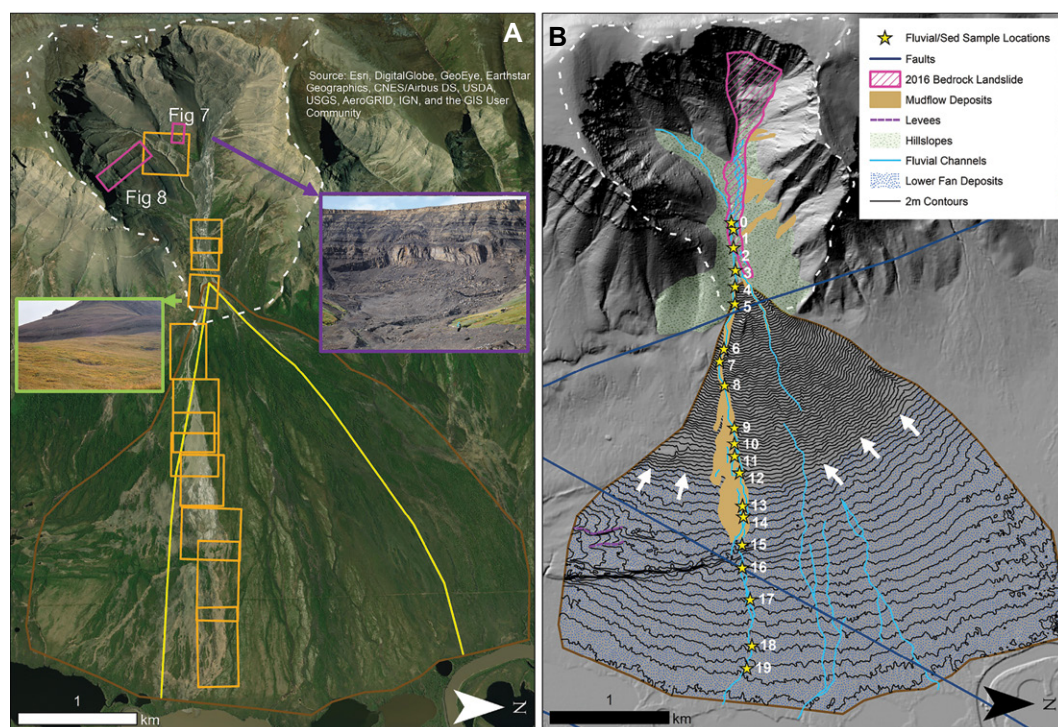 A
Source: Esri, DigitalGlobe, GeoEye, Earthstar
Geographics, CNES/Airbus DS, USDA,
USGS, AeroGRID, IGN, and the GIS User
Community
Fig 7
Fig 8
1
km
N
B
Fluvial/Sed Sample Locations
Faults
2016 Bedrock Landslide
Mudflow Deposits
Levees
Hillslopes
Fluvial Channels
Lower Fan Deposits
2m Contours
0
1
2
3
4
5
6
7
8
9
10
11
12
13
14
15
16
17
18
19
1
km
N